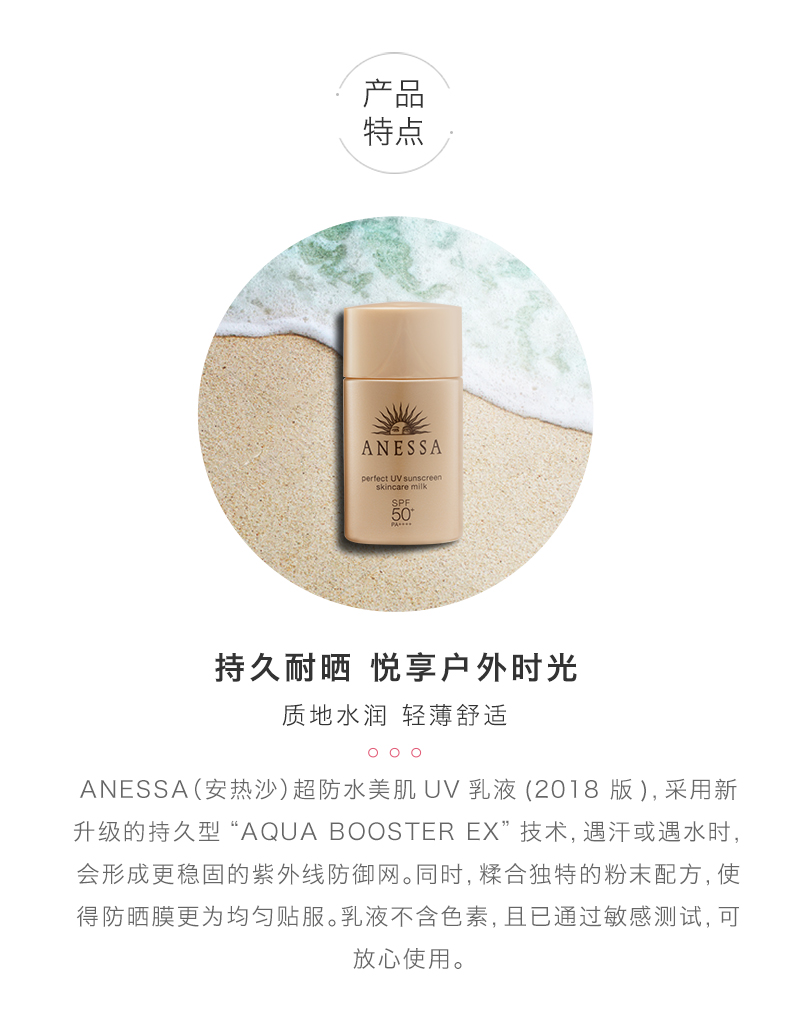 产品
特点
ANESSA
perfect UV sunscreen
skincare milk
SPF
50+
PA++++
持久耐晒 悦享户外时光
质地水润 轻薄舒适
ANESSA(安热沙)超防水美肌 UV 乳液 (2018 版 ), 采用新
升级的持久型 “AQUA BOOSTER EX” 技术, 遇汗或遇水时,
会形成更稳固的紫外线防御网。同时, 糅合独特的粉末配方, 使
得防晒膜更为均匀贴服。乳液不含色素, 且已通过敏感测试, 可
放心使用。